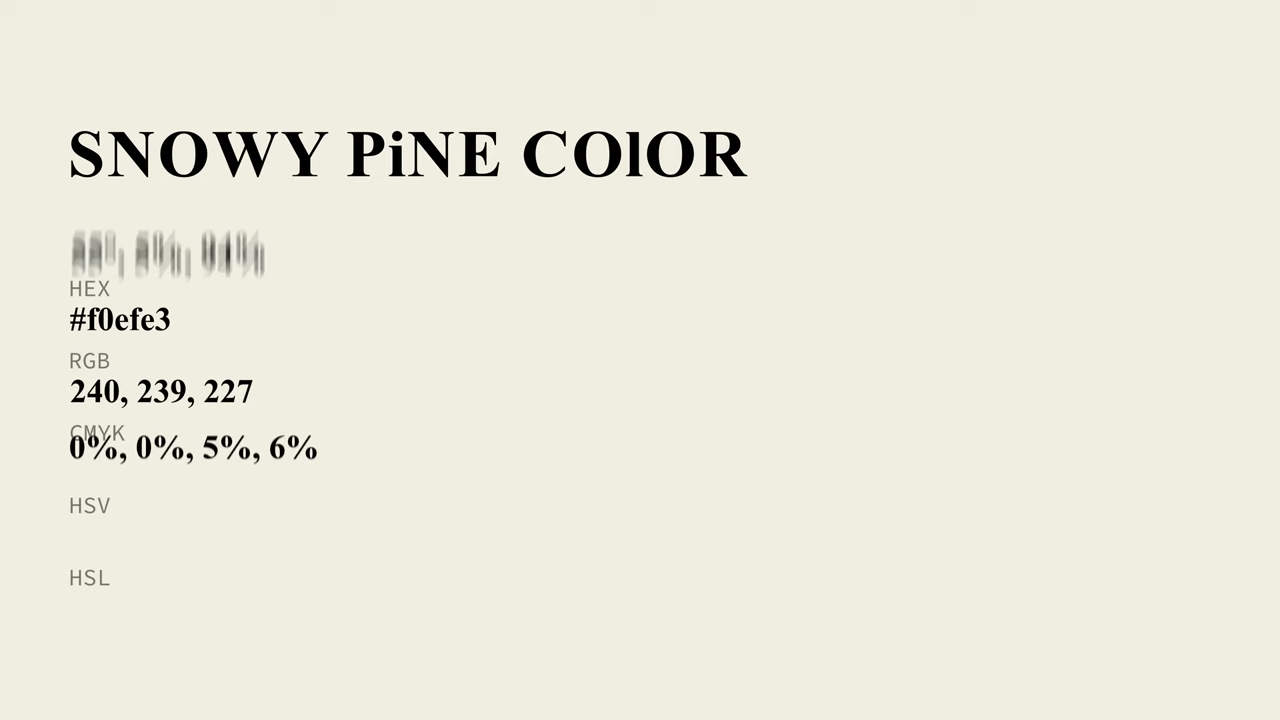 SNOWY PiNE COlOR
HEX
#f0efe3
RGB
240, 239, 227
CMYK
0%, 0%, 5%, 6%
HSV
HSL